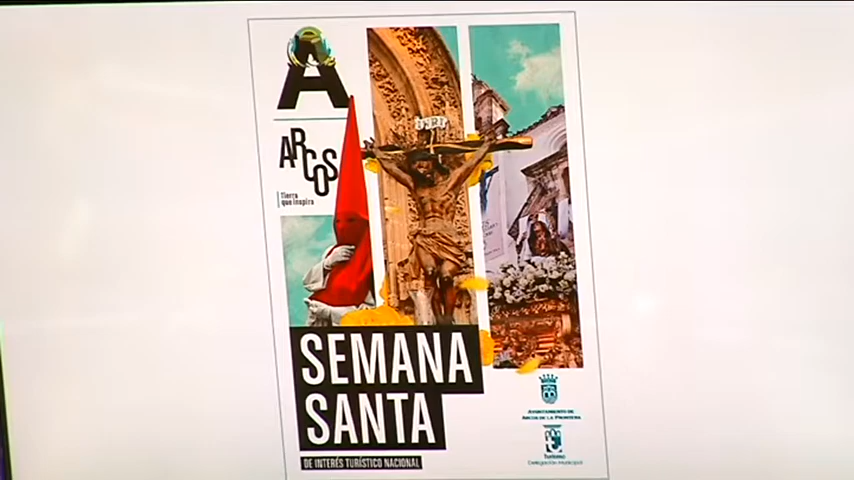 A
ARCOS
Tierra
que inspira
SEMANA
SANTA
DE INTERÉS TURÍSTICO NACIONAL
AYUNTAMIENTO DE
ARCOS DE LA FRONTERA
Turismo
Delegación Municipal